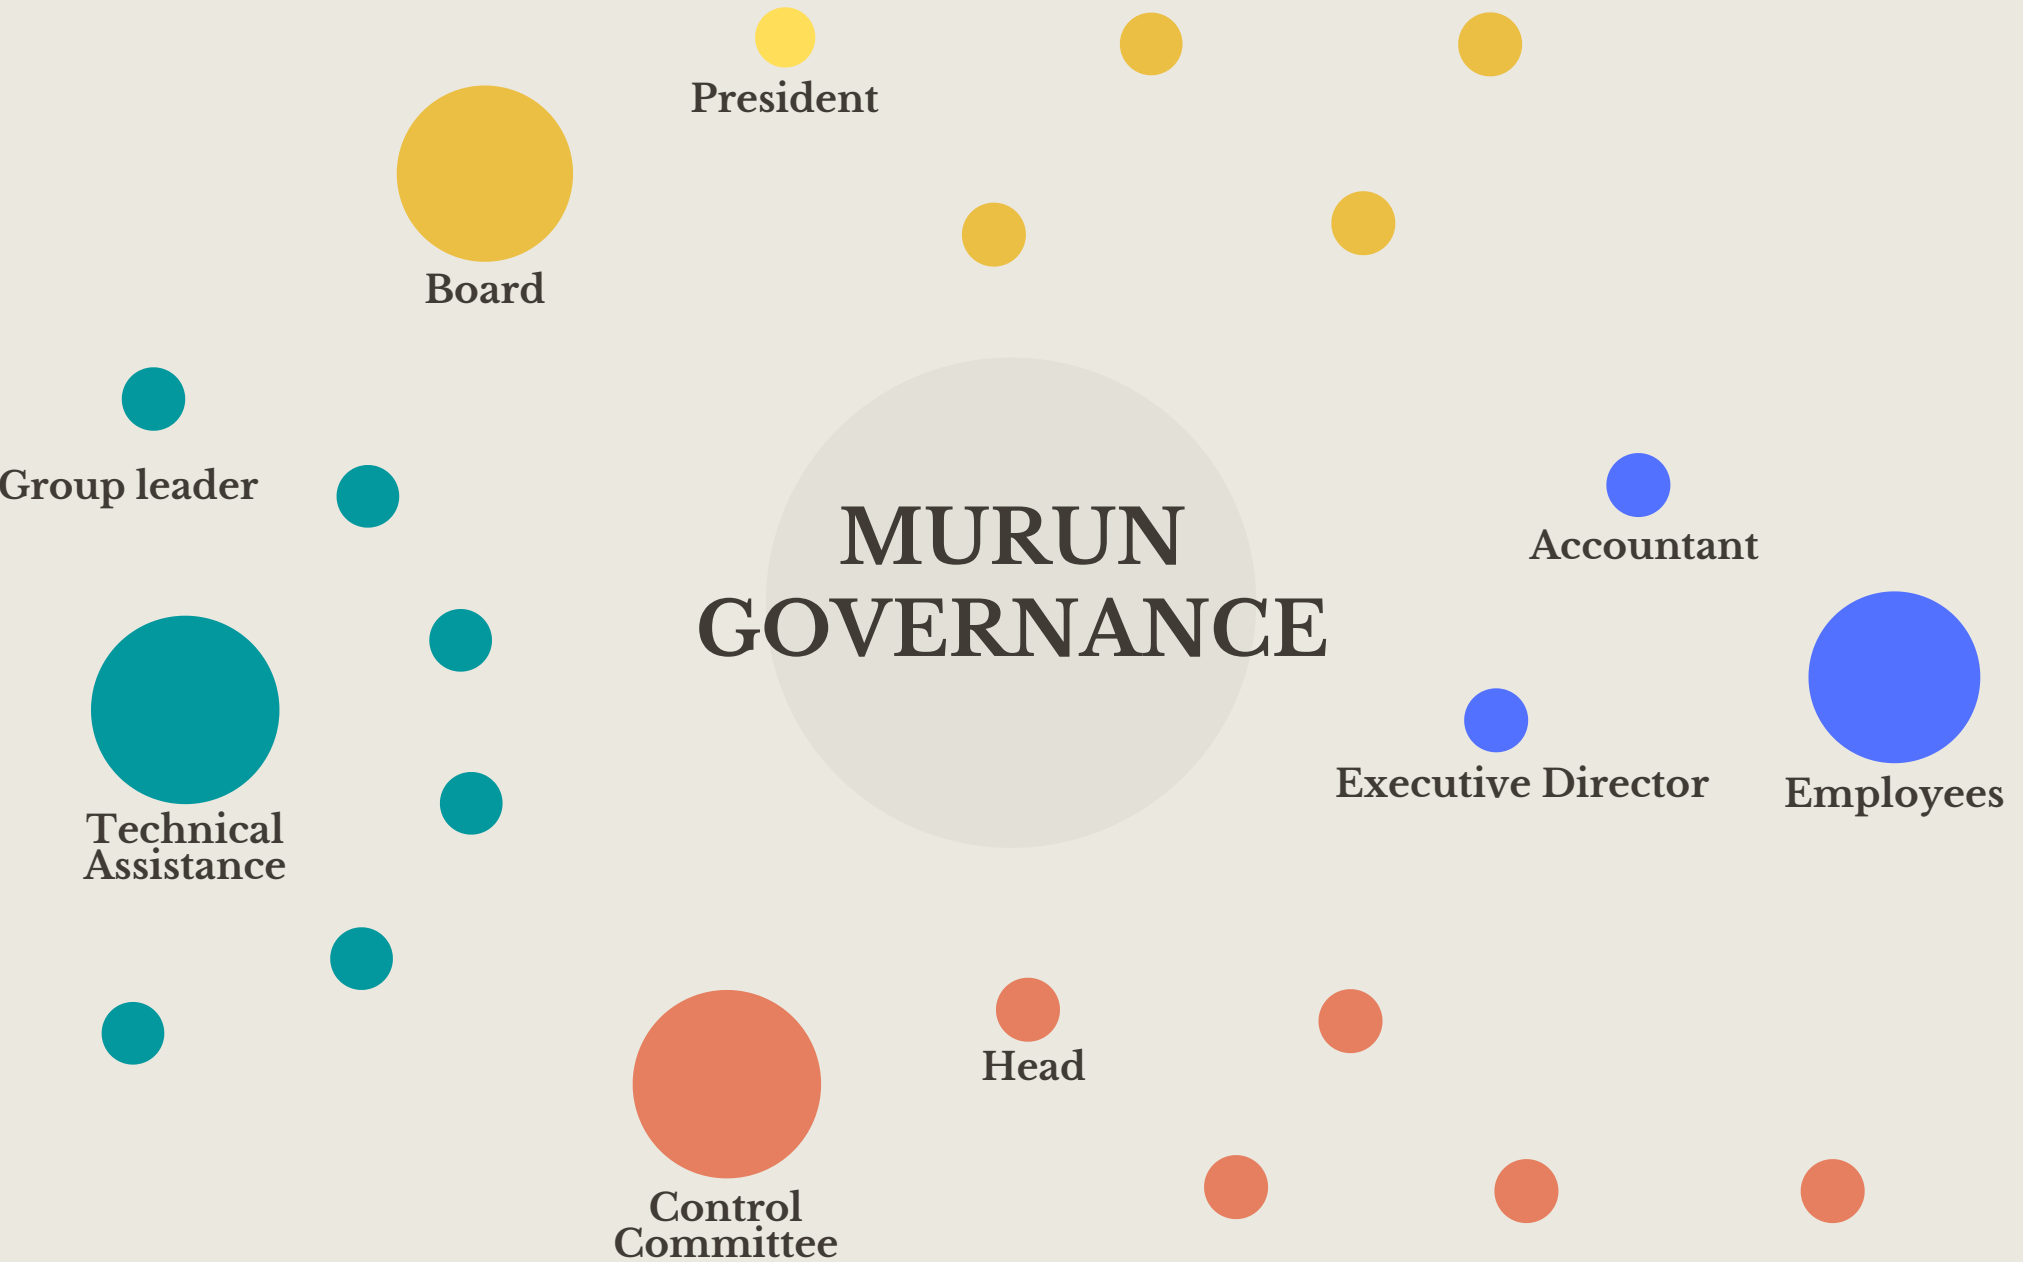 President
Board
Group leader
MURUN
GOVERNANCE
Accountant
Executive Director
Employees
Technical
Assistance
Head
Control
Committee